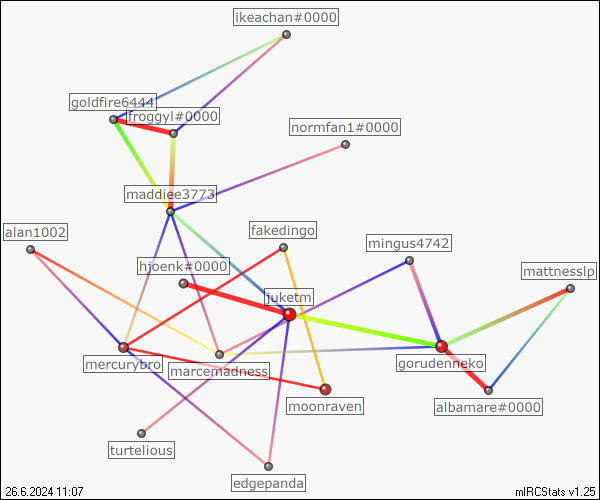 ikeachan#0000
goldfire6444
froggyl#0000
normfan1#0000
maddiee3773
alan1002
fakedingo
mingus4742
hjoenk#0000
mattnesslp
juketm
mercurybro
marcemadness
gorudenneko
moonraven
albamare#0000
turtelious
edgepanda
26.6.2024 11:07
mIRCStats v1.25